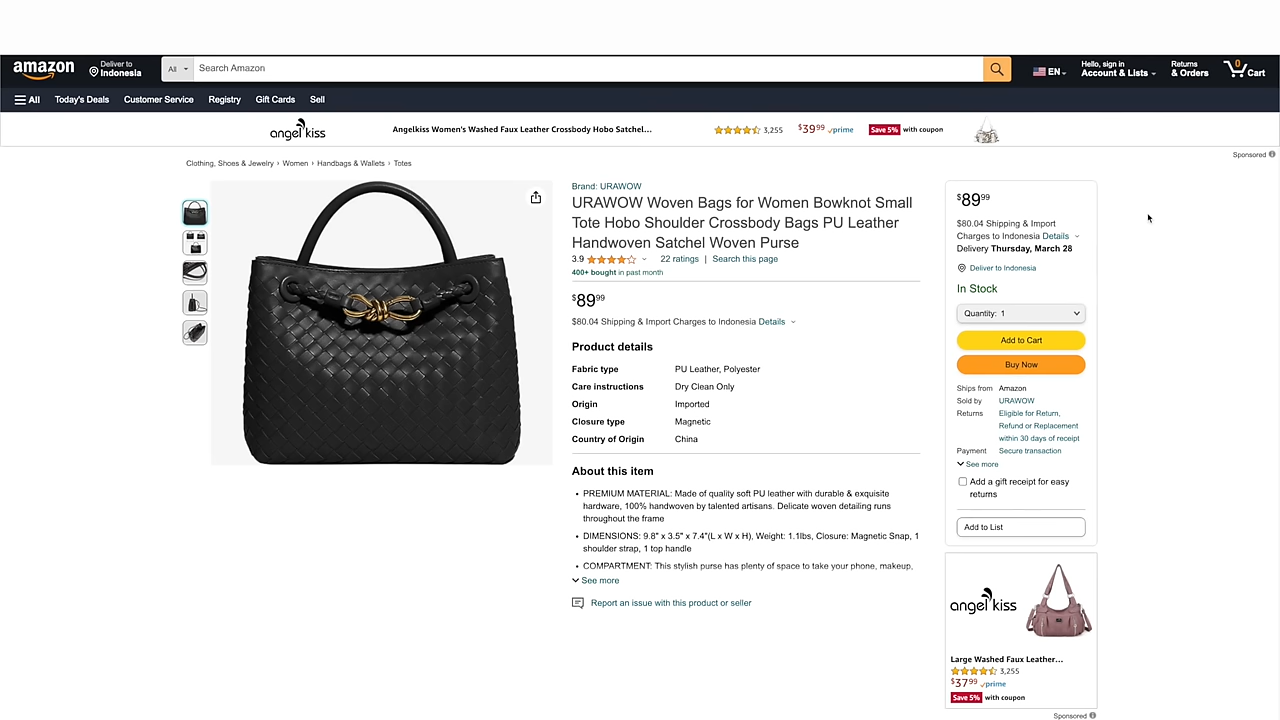 amazon
Deliver to
Indonesia
All
Search Amazon
EN
Hello, sign in
Account & Lists
Returns
& Orders
0
Cart
All
Today's Deals
Customer Service
Registry
Gift Cards
Sell
angel kiss
Angelkiss Women's Washed Faux Leather Crossbody Hobo Satchel...
3,255
$3999
prime
Save 5% with coupon
Sponsored
Clothing, Shoes & Jewelry › Women › Handbags & Wallets › Totes
Brand: URAWOW
URAWOW Woven Bags for Women Bowknot Small
Tote Hobo Shoulder Crossbody Bags PU Leather
Handwoven Satchel Woven Purse
3.9
22 ratings | Search this page
400+ bought in past month
$8999
$80.04 Shipping & Import Charges to Indonesia Details
Product details
Fabric type PU Leather, Polyester
Care instructions Dry Clean Only
Origin Imported
Closure type Magnetic
Country of Origin China
About this item
• PREMIUM MATERIAL: Made of quality soft PU leather with durable & exquisite
hardware, 100% handwoven by talented artisans. Delicate woven detailing runs
throughout the frame
• DIMENSIONS: 9.8" x 3.5" x 7.4"(L x W x H), Weight: 1.1lbs, Closure: Magnetic Snap, 1
shoulder strap, 1 top handle
• COMPARTMENT: This stylish purse has plenty of space to take your phone, makeup,
See more
Report an issue with this product or seller
$8999
$80.04 Shipping & Import
Charges to Indonesia Details
Delivery Thursday, March 28
Deliver to Indonesia
In Stock
Quantity: 1
Add to Cart
Buy Now
Ships from Amazon
Sold by URAWOW
Returns Eligible for Return,
Refund or Replacement
within 30 days of receipt
Payment Secure transaction
See more
Add a gift receipt for easy
returns
Add to List
angel kiss
Large Washed Faux Leather...
3,255
$3799
prime
Save 5% with coupon
Sponsored